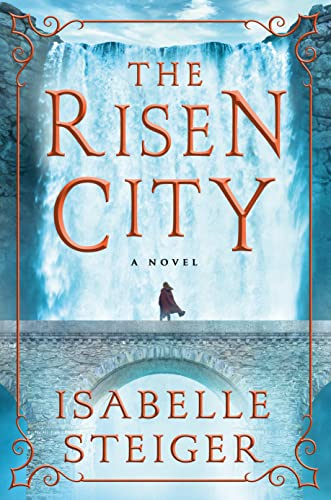 THE
RISEN
CITY
A NOVEL
ISABELLE
STEIGER